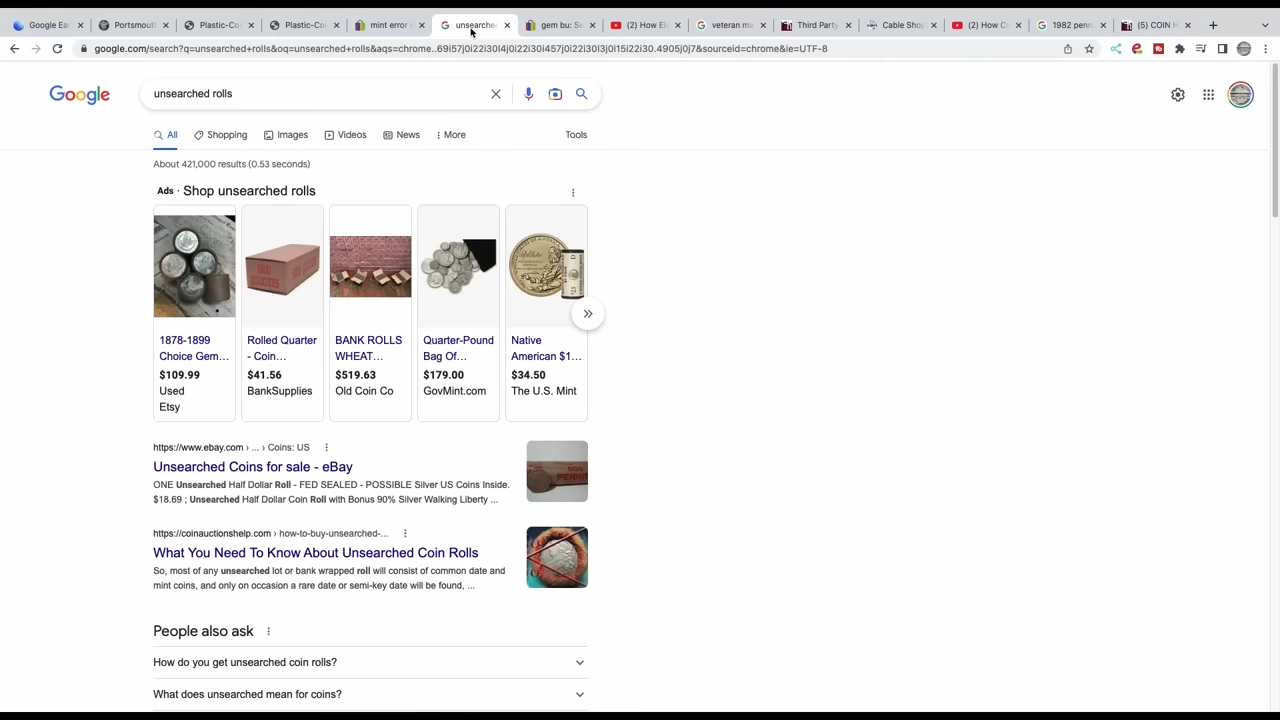 Google Ea
Portsmout
Plastic-Co
Plastic-Co
mint error
unsearche
gem bu: Se
(2) How El
veteran ma
Third Party
Cable Shop
(2) How C
1982 penn
(5) COIN H
google.com/search?q=unsearched+rolls&oq=unsearched+rolls&aqs=chrome..69i57j0i22i30l4j0i22i30i457j0i22i30l3j0i15i22i30.4905j0j7&sourceid=chrome&ie=UTF-8
Google
unsearched rolls
All
Shopping
Images
Videos
News
More
Tools
About 421,000 results (0.53 seconds)
Ads · Shop unsearched rolls
1878-1899
Choice Gem...
$109.99
Used
Etsy
Rolled Quarter
- Coin...
$41.56
BankSupplies
BANK ROLLS
WHEAT...
$519.63
Old Coin Co
Quarter-Pound
Bag Of...
$179.00
GovMint.com
Native
American $1...
$34.50
The U.S. Mint
https://www.ebay.com › ... › Coins: US
Unsearched Coins for sale - eBay
ONE Unsearched Half Dollar Roll - FED SEALED - POSSIBLE Silver US Coins Inside.
$18.69 ; Unsearched Half Dollar Coin Roll with Bonus 90% Silver Walking Liberty ...
https://coinauctionshelp.com › how-to-buy-unsearched-...
What You Need To Know About Unsearched Coin Rolls
So, most of any unsearched lot or bank wrapped roll will consist of common date and
mint coins, and only on occasion a rare date or semi-key date will be found, ...
People also ask
How do you get unsearched coin rolls?
What does unsearched mean for coins?